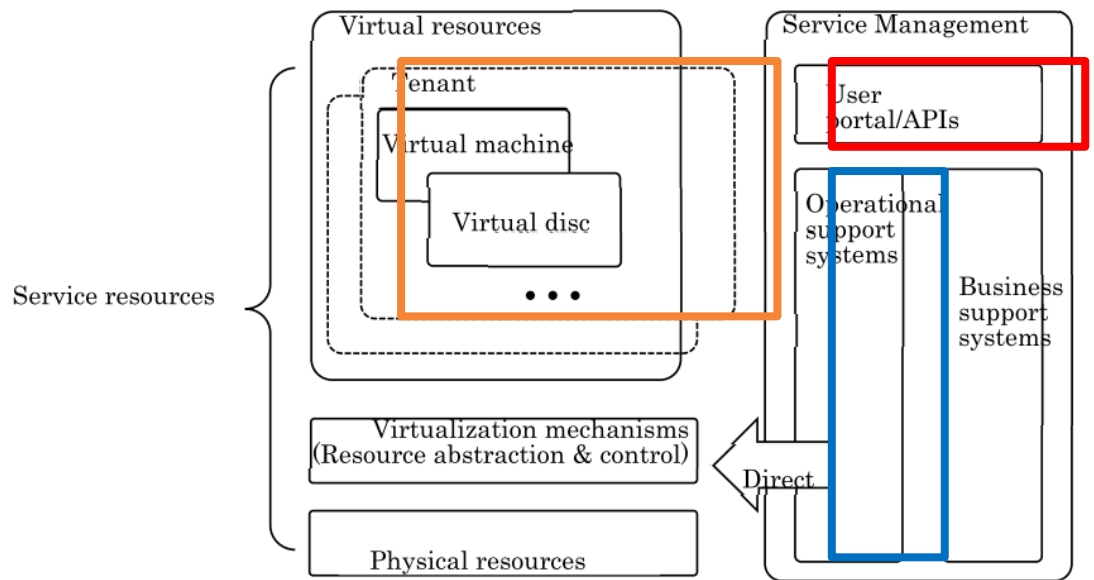 Virtual resources
Tenant
Virtual machine
Virtual disc
Service resources
Virtualization mechanisms
(Resource abstraction & control)
Physical resources
Service Management
User
portal/APIs
Operational
support
systems
Business
support
systems
Direct